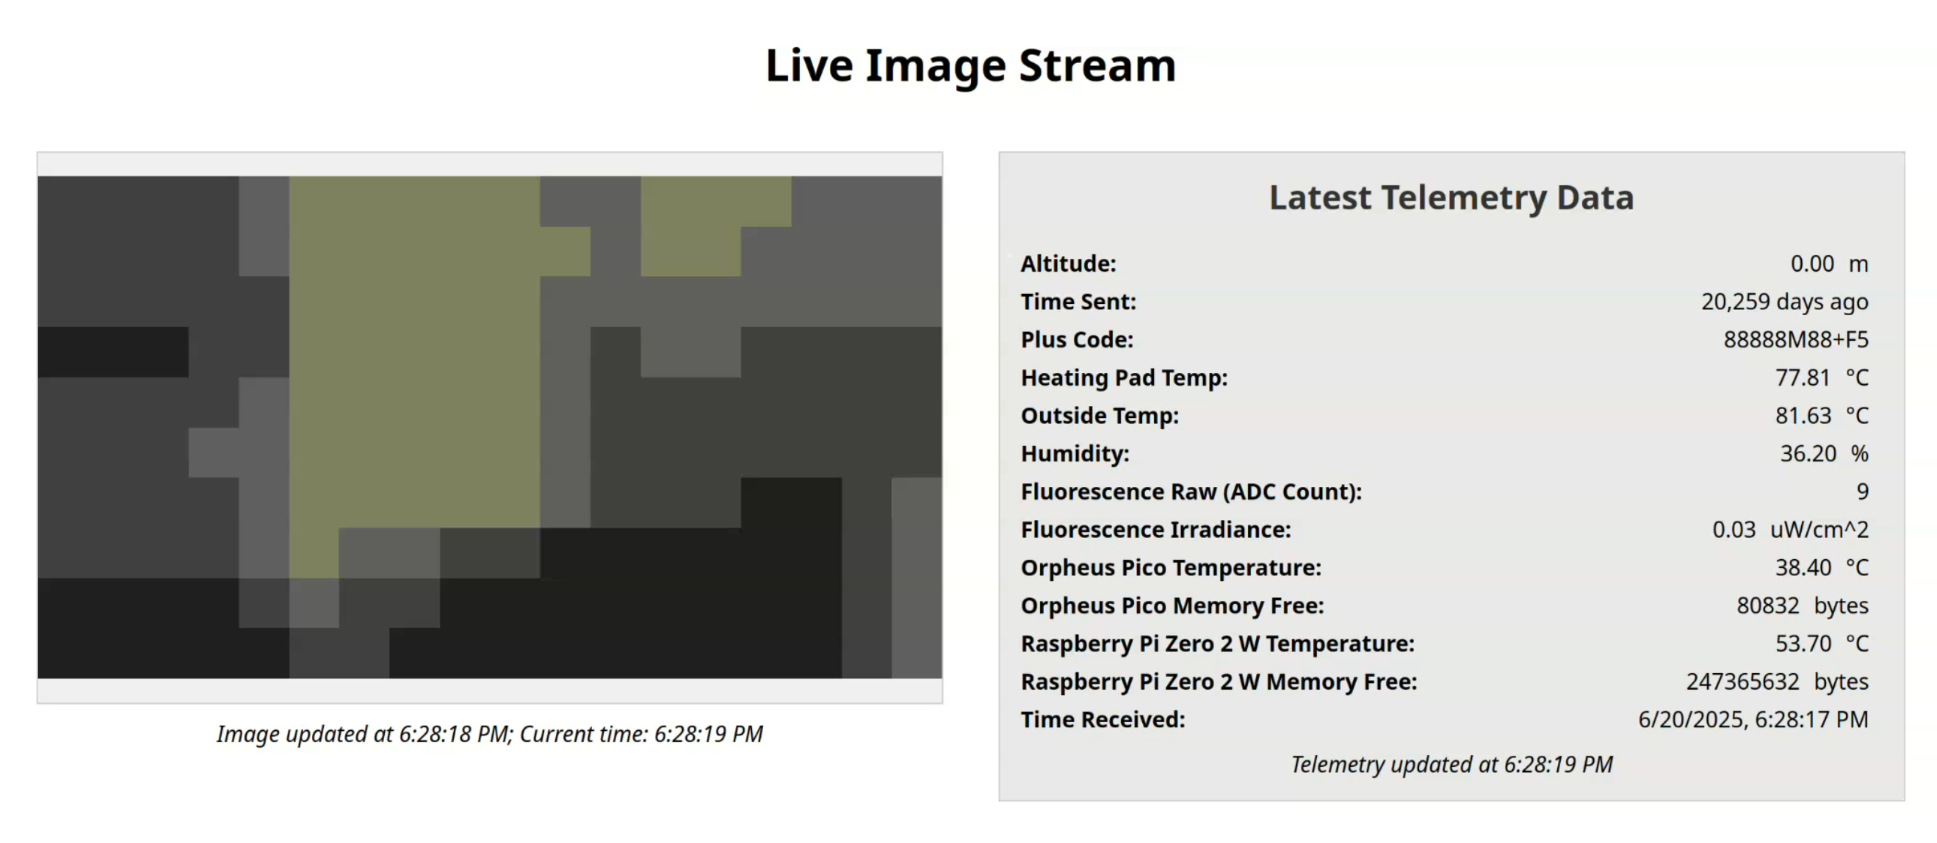 Live Image Stream
Image updated at 6:28:18 PM; Current time: 6:28:19 PM
Latest Telemetry Data
Altitude: 0.00 m
Time Sent: 20,259 days ago
Plus Code: 88888M88+F5
Heating Pad Temp: 77.81 °C
Outside Temp: 81.63 °C
Humidity: 36.20 %
Fluorescence Raw (ADC Count): 9
Fluorescence Irradiance: 0.03 uW/cm^2
Orpheus Pico Temperature: 38.40 °C
Orpheus Pico Memory Free: 80832 bytes
Raspberry Pi Zero 2 W Temperature: 53.70 °C
Raspberry Pi Zero 2 W Memory Free: 247365632 bytes
Time Received: 6/20/2025, 6:28:17 PM
Telemetry updated at 6:28:19 PM